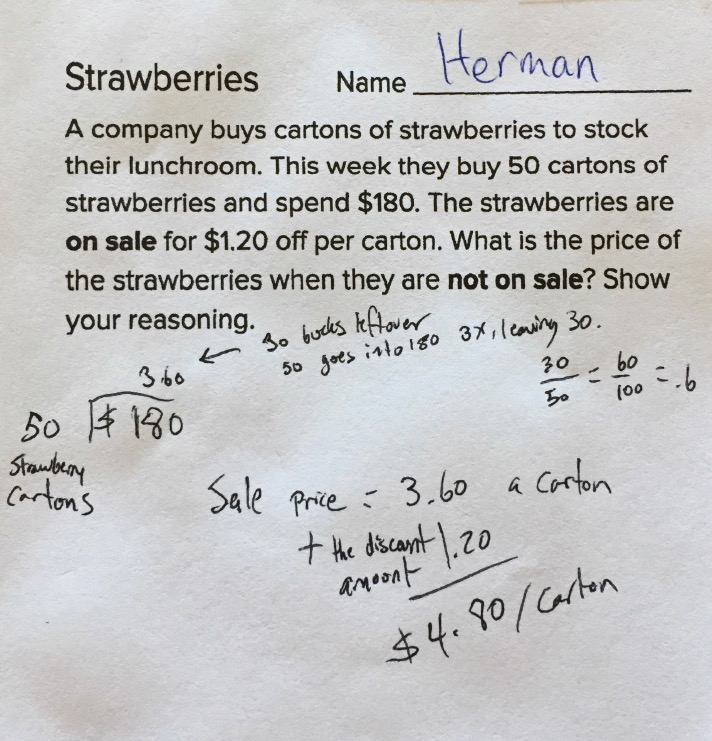 Strawberries Name Herman
A company buys cartons of strawberries to stock
their lunchroom. This week they buy 50 cartons of
strawberries and spend $180. The strawberries are
on sale for $1.20 off per carton. What is the price of
the strawberries when they are not on sale? Show
your reasoning.
← 30 bucks leftover
50 goes into 180 3x, leaving 30.
30/50 = 60/100 = .6
3.60
50 $ 180
Strawberry
Cartons
Sale price = 3.60 a carton
+ the discount 1.20
amount
$4.80/carton